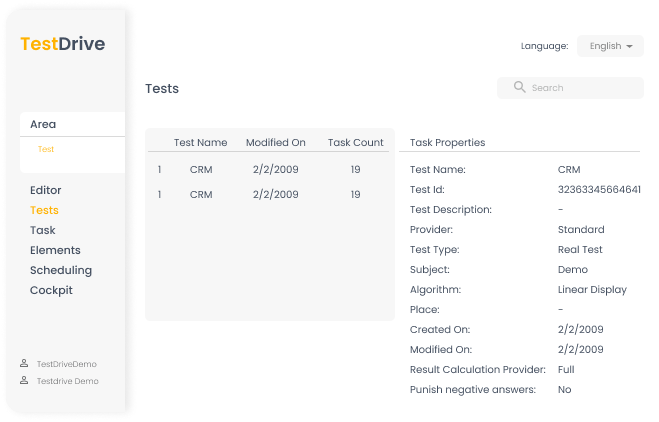 TestDrive
Language: English
Search
Tests
Area
Test
Editor
Tests
Task
Elements
Scheduling
Cockpit
TestDriveDemo
Testdrive Demo
Test Name Modified On Task Count
1 CRM 2/2/2009 19
1 CRM 2/2/2009 19
Task Properties
Test Name: CRM
Test Id: 32363345664641
Test Description: -
Provider: Standard
Test Type: Real Test
Subject: Demo
Algorithm: Linear Display
Place: -
Created On: 2/2/2009
Modified On: 2/2/2009
Result Calculation Provider: Full
Punish negative answers: No